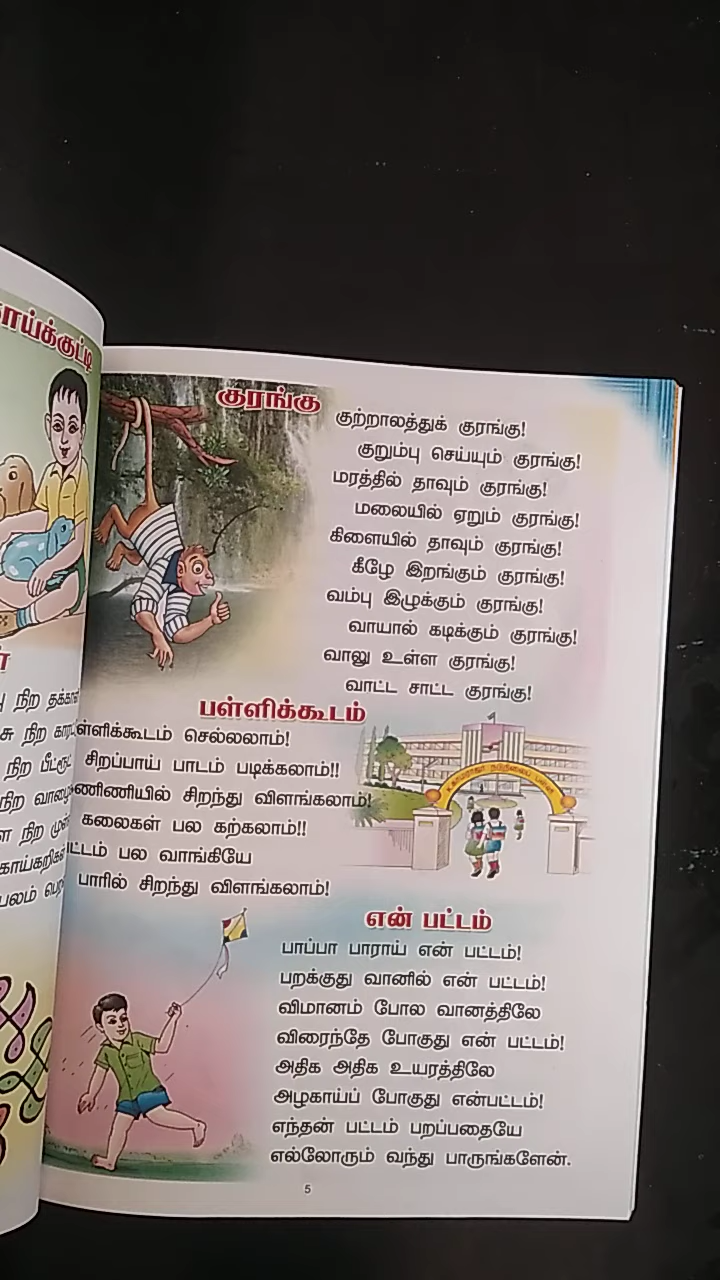 நிற
நிற
நிற
நிற
நிற
குரங்கு
குற்றாலத்துக் குரங்கு!
குறும்பு செய்யும் குரங்கு!
மரத்தில் தாவும் குரங்கு!
மலையில் ஏறும் குரங்கு!
கிளையில் தாவும் குரங்கு!
கீழே இறங்கும் குரங்கு!
வம்பு இழுக்கும் குரங்கு!
வாயால் கடிக்கும் குரங்கு!
வாலு உள்ள குரங்கு!
வாட்ட சாட்ட குரங்கு!
பள்ளிக்கூடம்
ள்ளிக்கூடம் செல்லலாம்!
சிறப்பாய் பாடம் படிக்கலாம்!!
ணிணியில் சிறந்து விளங்கலாம்!
கலைகள் பல கற்கலாம்!!
ட்டம் பல வாங்கியே
பாரில் சிறந்து விளங்கலாம்!
என் பட்டம்
பாப்பா பாராய் என் பட்டம்!
பறக்குது வானில் என் பட்டம்!
விமானம் போல வானத்திலே
விரைந்தே போகுது என் பட்டம்!
அதிக அதிக உயரத்திலே
அழகாய்ப் போகுது என்பட்டம்!
எந்தன் பட்டம் பறப்பதையே
எல்லோரும் வந்து பாருங்களேன்.
5